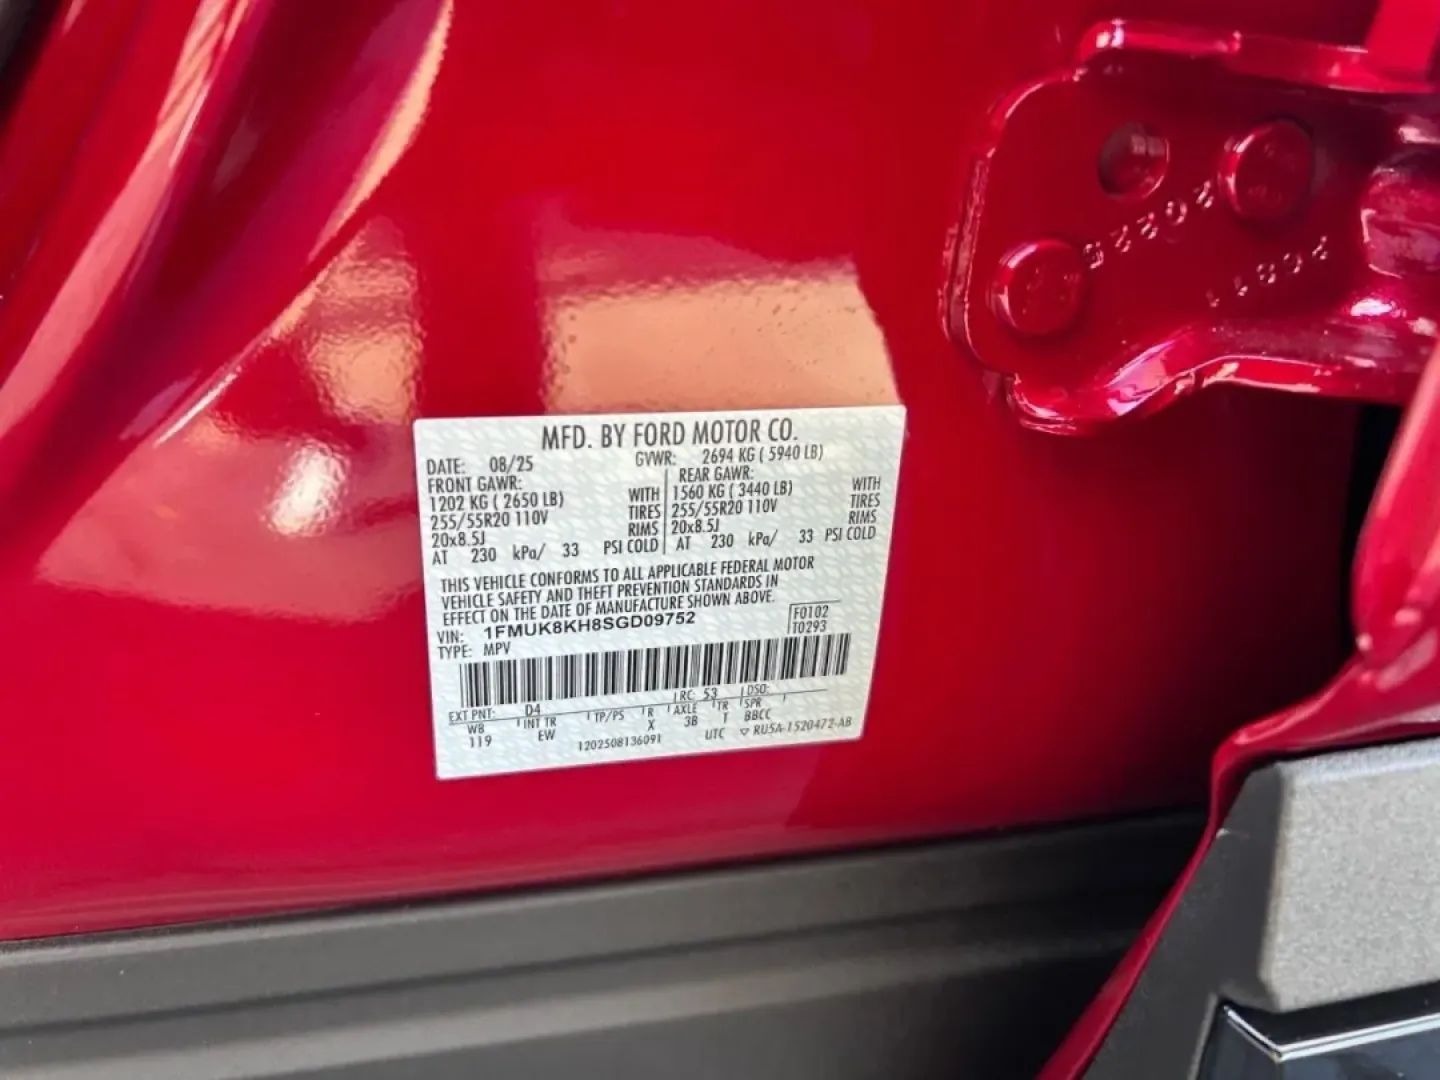 MFD. BY FORD MOTOR CO.
DATE: 08/25 GVWR: 2694 KG ( 5940 LB)
FRONT GAWR: REAR GAWR:
1202 KG ( 2650 LB) WITH 1560 KG ( 3440 LB) WITH
255/55R20 110V TIRES 255/55R20 110V TIRES
20x8.5J RIMS 20x8.5J RIMS
AT 230 kPa/ 33 PSI COLD AT 230 kPa/ 33 PSI COLD
THIS VEHICLE CONFORMS TO ALL APPLICABLE FEDERAL MOTOR
VEHICLE SAFETY AND THEFT PREVENTION STANDARDS IN
EFFECT ON THE DATE OF MANUFACTURE SHOWN ABOVE.
VIN: 1FMUK8KH8SGD09752 F0102
TYPE: MPV T0293
EXT PNT: D4 RC: 53 DSO:
WB INT TR TP/PS R AXLE TR SPR
119 EW X 3B T BBCC
1202508136091 UTC ▽ RU5A-1520472-AB
2G225
PC811